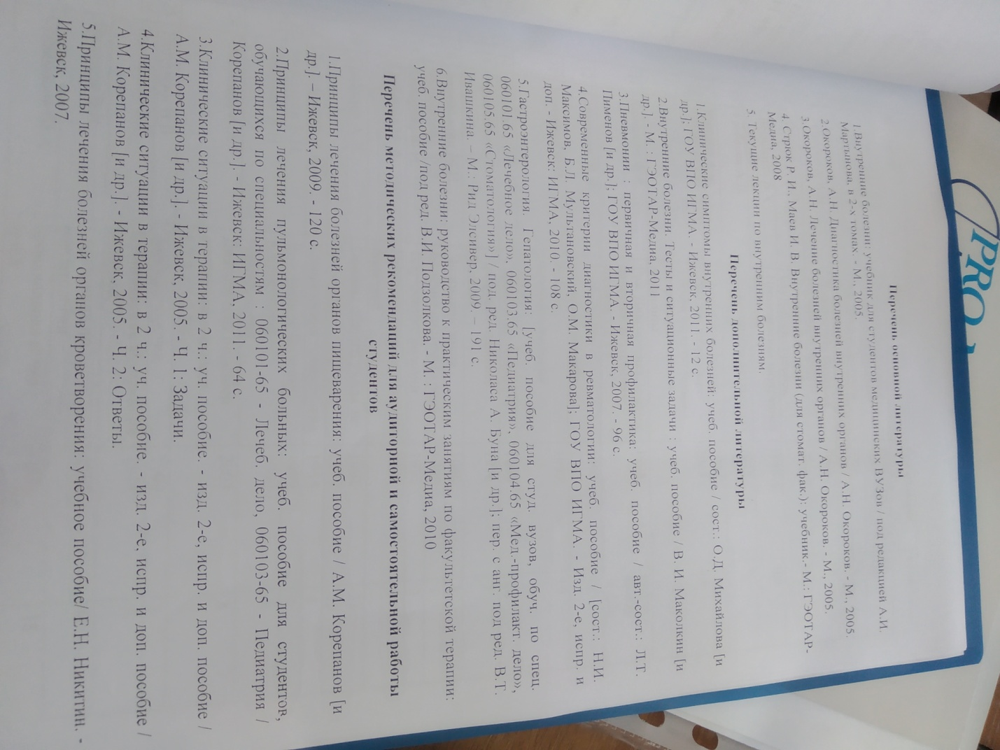 Перечень основной литературы
1.Внутренние болезни: учебник для студентов медицинских ВУЗов / под редакцией А.И.
Мартынова, в 2-х томах. - М., 2005.
2.Окороков, А.Н. Диагностика болезней внутренних органов / А.Н. Окороков. - М., 2005.
3.Окороков, А.Н. Лечение болезней внутренних органов / А.Н. Окороков. - М., 2005.
4. Стрюк Р. И., Маев И. В. Внутренние болезни (для стомат. фак.): учебник.- М.: ГЭОТАР-
Медиа, 2008
5. Текущие лекции по внутренним болезням.
Перечень дополнительной литературы
1.Клинические симптомы внутренних болезней: учеб. пособие / сост.: О.Д. Михайлова [и
др.]; ГОУ ВПО ИГМА. - Ижевск, 2011. - 12 с.
2.Внутренние болезни. Тесты и ситуационные задачи : учеб. пособие / В. И. Маколкин [и
др.]. - М. : ГЭОТАР-Медиа, 2011
3.Пневмонии : первичная и вторичная профилактика: учеб. пособие / авт.-сост.: Л.Т.
Пименов [и др.]; ГОУ ВПО ИГМА. - Ижевск, 2007. - 96 с.
4.Современные критерии диагностики в ревматологии: учеб. пособие / [сост.: Н.И.
Максимов, Б.Л. Мультановский, О.М. Макарова]; ГОУ ВПО ИГМА. - Изд. 2-е, испр. и
доп. - Ижевск: ИГМА, 2010. - 108 с.
5.Гастроэнтерология. Гепатология: [учеб. пособие для студ. вузов, обуч. по спец.
060101.65 «Лечебное дело», 060103.65 «Педиатрия», 060104.65 «Мед.-профилакт. дело»,
060105.65 «Стоматология»] / под. ред. Николаса А. Буна [и др.]; пер. с анг. под ред. В.Т.
Ивашкина. – М.: Рид Элсивер, 2009. – 191 с.
6.Внутренние болезни: руководство к практическим занятиям по факультетской терапии:
учеб. пособие /под ред. В.И. Подзолкова. - М. : ГЭОТАР-Медиа, 2010
Перечень методических рекомендаций для аудиторной и самостоятельной работы
студентов
1.Принципы лечения болезней органов пищеварения: учеб. пособие / А.М. Корепанов [и
др.]. – Ижевск, 2009. - 120 с.
2.Принципы лечения пульмонологических больных: учеб. пособие для студентов,
обучающихся по специальностям : 060101-65 - Лечеб. дело, 060103-65 - Педиатрия /
Корепанов [и др.]. - Ижевск: ИГМА, 2011. - 64 с.
3.Клинические ситуации в терапии: в 2 ч.: уч. пособие. - изд. 2-е, испр. и доп. пособие /
А.М. Корепанов [и др.]. - Ижевск, 2005. - Ч. 1: Задачи.
4.Клинические ситуации в терапии: в 2 ч.: уч. пособие. - изд. 2-е, испр. и доп. пособие /
А.М. Корепанов [и др.]. - Ижевск, 2005. - Ч. 2: Ответы.
5.Принципы лечения болезней органов кроветворения: учебное пособие/ Е.Н. Никитин. -
Ижевск, 2007.
PRO